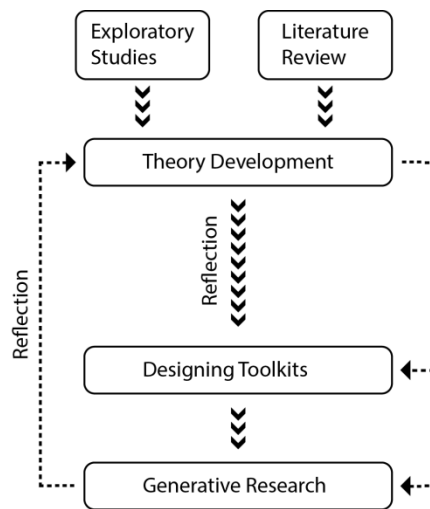 Exploratory
Studies
Literature
Review
Theory Development
Reflection
Reflection
Designing Toolkits
Generative Research